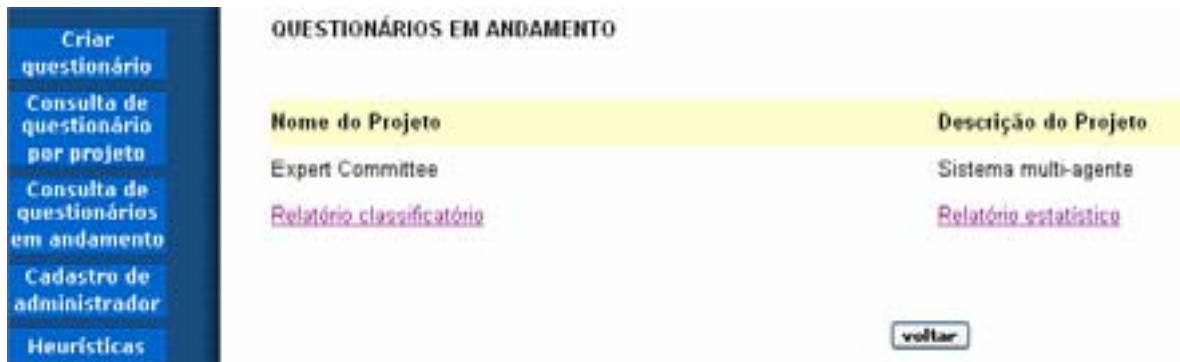 Criar
questionário
Consulta de
questionário
por projeto
Consulta de
questionários
em andamento
Cadastro de
administrador
Heurísticas
QUESTIONÁRIOS EM ANDAMENTO
Nome do Projeto Descrição do Projeto
Expert Committee Sistema multi-agente
Relatório classificatório Relatório estatístico
voltar